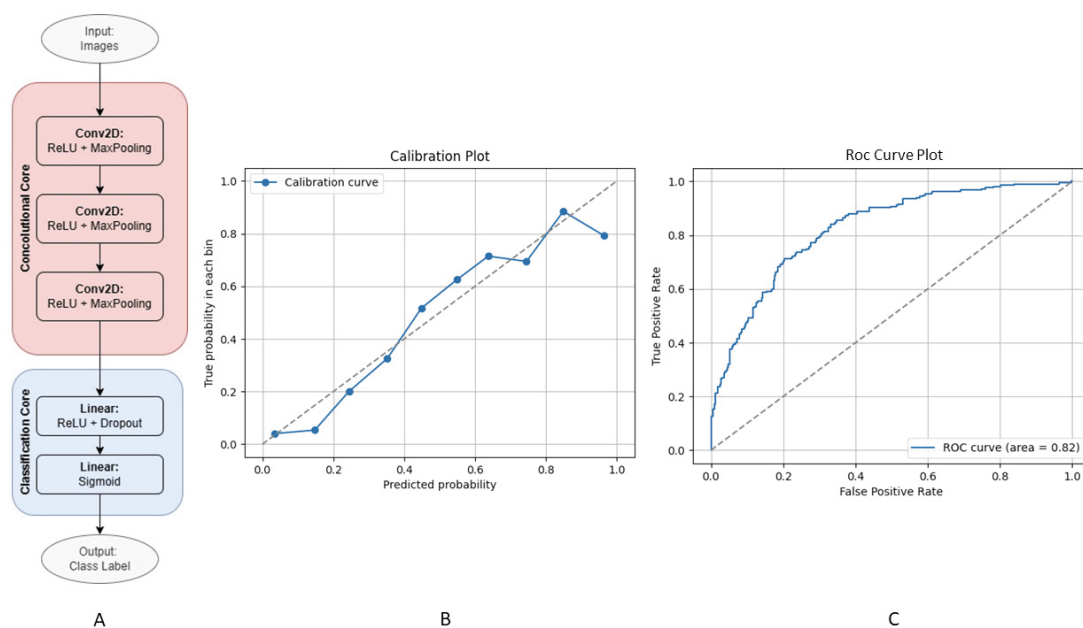 Input:
Images
Concolutional Core
Conv2D:
ReLU + MaxPooling
Conv2D:
ReLU + MaxPooling
Conv2D:
ReLU + MaxPooling
Classification Core
Linear:
ReLU + Dropout
Linear:
Sigmoid
Output:
Class Label
A
Calibration Plot
Calibration curve
True probability in each bin
1.0
0.8
0.6
0.4
0.2
0.0
0.0 0.2 0.4 0.6 0.8 1.0
Predicted probability
B
Roc Curve Plot
True Positive Rate
1.0
0.8
0.6
0.4
0.2
0.0
ROC curve (area = 0.82)
0.0 0.2 0.4 0.6 0.8 1.0
False Positive Rate
C